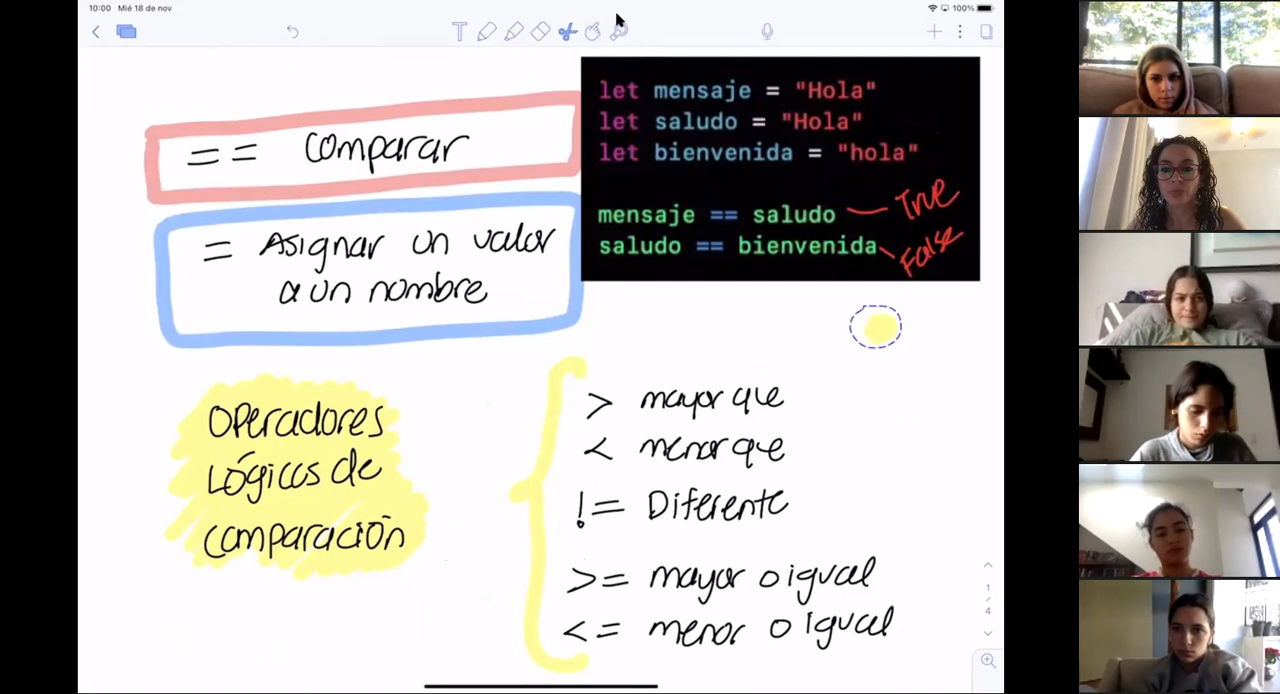 10:00 Mié 18 de nov
100%
T
== Comparar
= Asignar un valor
a un nombre
let mensaje = "Hola"
let saludo = "Hola"
let bienvenida = "hola"
mensaje == saludo — True
saludo == bienvenida False
Operadores
Lógicos de
comparación
> mayor que
< menor que
!= Diferente
>= mayor o igual
<= menor o igual
1
/
4